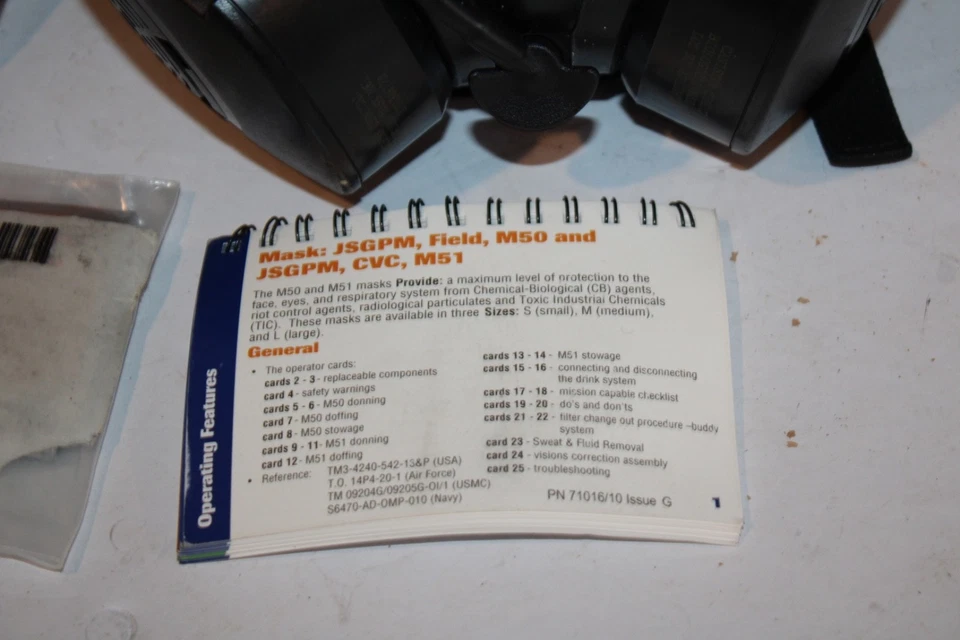 Mask: JSGPM, Field, M50 and
JSGPM, CVC, M51
The M50 and M51 masks Provide: a maximum level of protection to the
face, eyes, and respiratory system from Chemical-Biological (CB) agents,
riot control agents, radiological particulates and Toxic Industrial Chemicals
(TIC). These masks are available in three Sizes: S (small), M (medium),
and L (large).
General
• The operator cards:
cards 2 - 3 - replaceable components
card 4 - safety warnings
cards 5 - 6 - M50 donning
card 7 - M50 doffing
card 8 - M50 stowage
cards 9 - 11 - M51 donning
card 12 - M51 doffing
• Reference: TM3-4240-542-13&P (USA)
T.O. 14P4-20-1 (Air Force)
TM 09204G/09205G-OI/1 (USMC)
S6470-AD-OMP-010 (Navy)
cards 13 - 14 - M51 stowage
cards 15 - 16 - connecting and disconnecting
the drink system
cards 17 - 18 - mission capable checklist
cards 19 - 20 - do's and don'ts
cards 21 - 22 - filter change out procedure -buddy
system
card 23 - Sweat & Fluid Removal
card 24 - visions correction assembly
card 25 - troubleshooting
PN 71016/10 Issue G
1
Operating Features